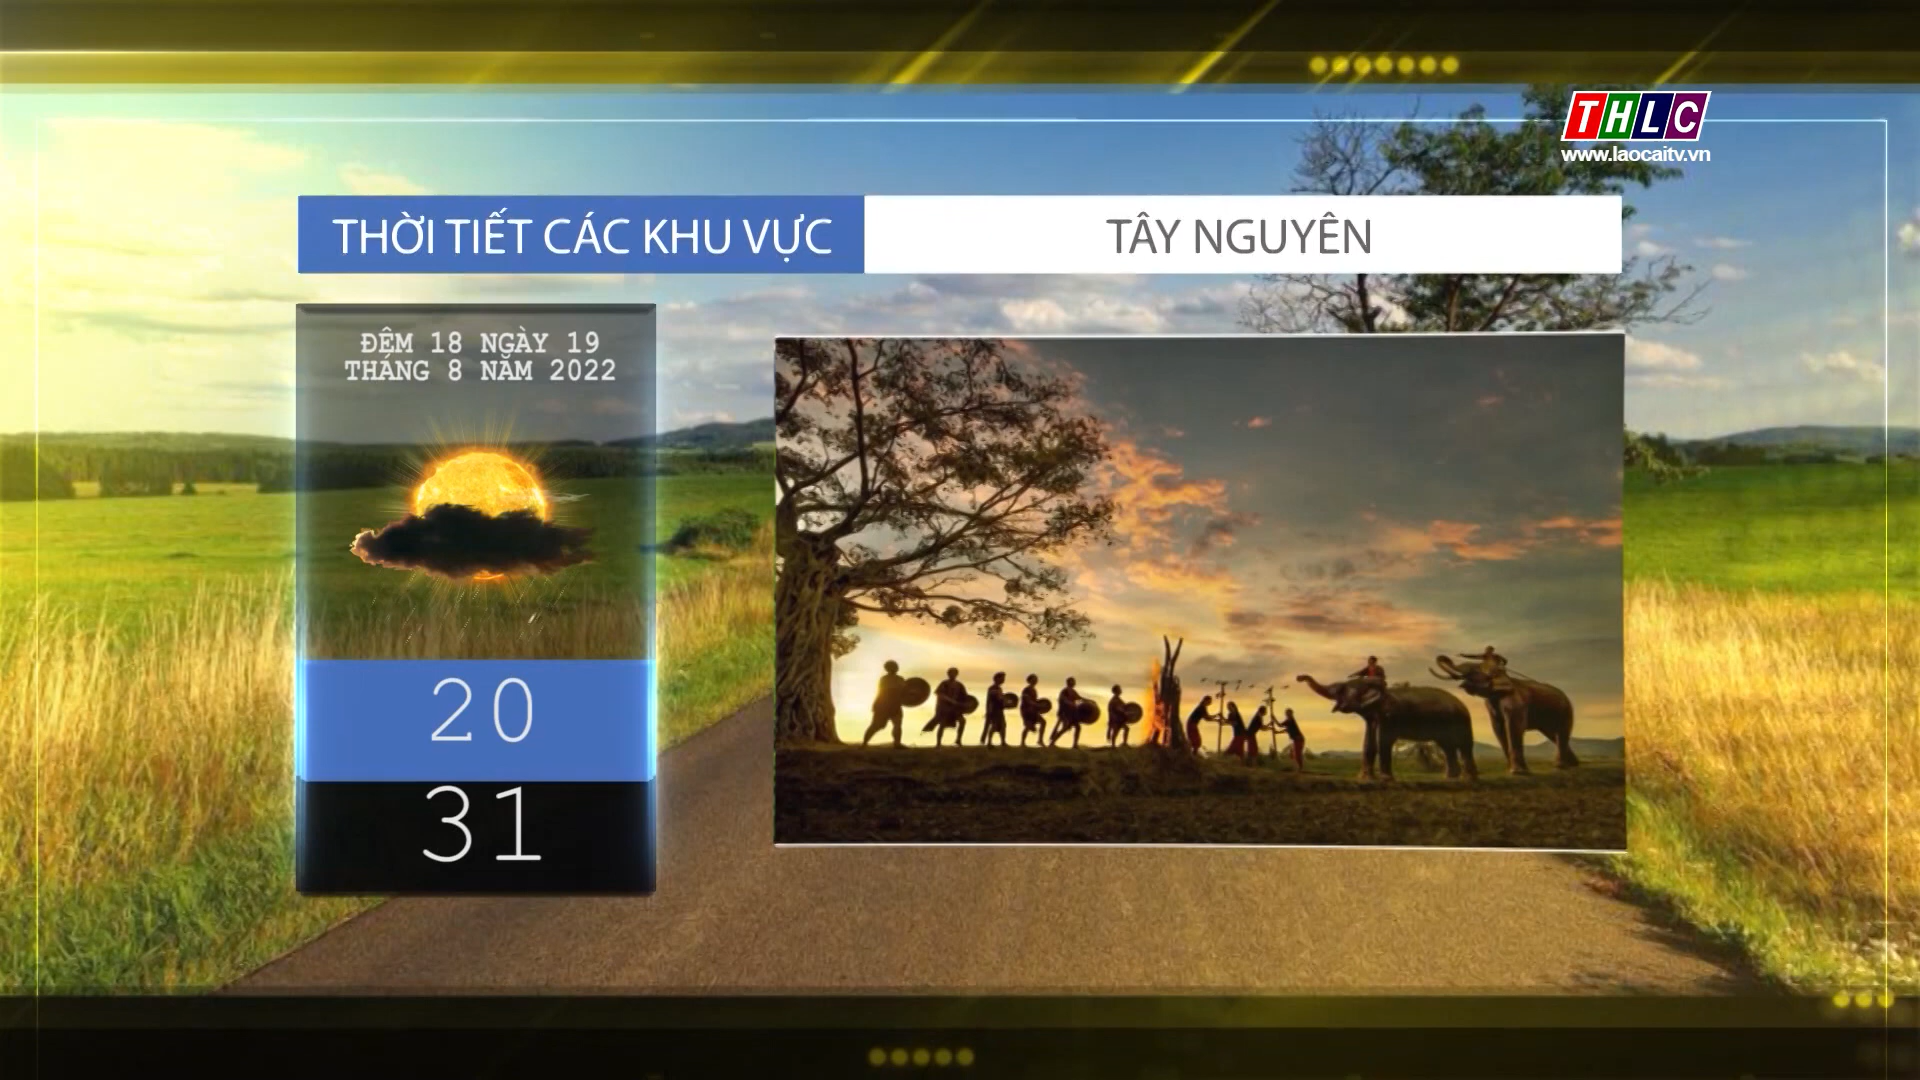 THLC
www.laocaitv.vn
THỜI TIẾT CÁC KHU VỰC
TÂY NGUYÊN
ĐÊM 18 NGÀY 19
THÁNG 8 NĂM 2022
20
31